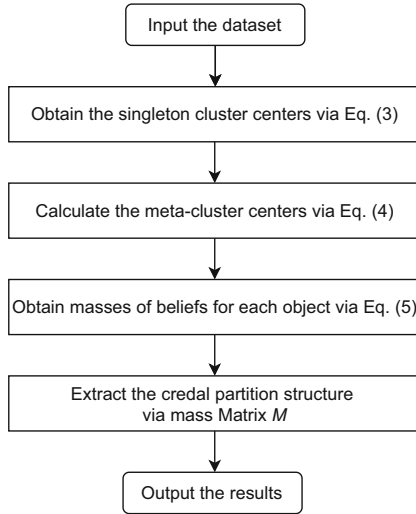 Input the dataset
Obtain the singleton cluster centers via Eq. (3)
Calculate the meta-cluster centers via Eq. (4)
Obtain masses of beliefs for each object via Eq. (5)
Extract the credal partition structure
via mass Matrix M
Output the results